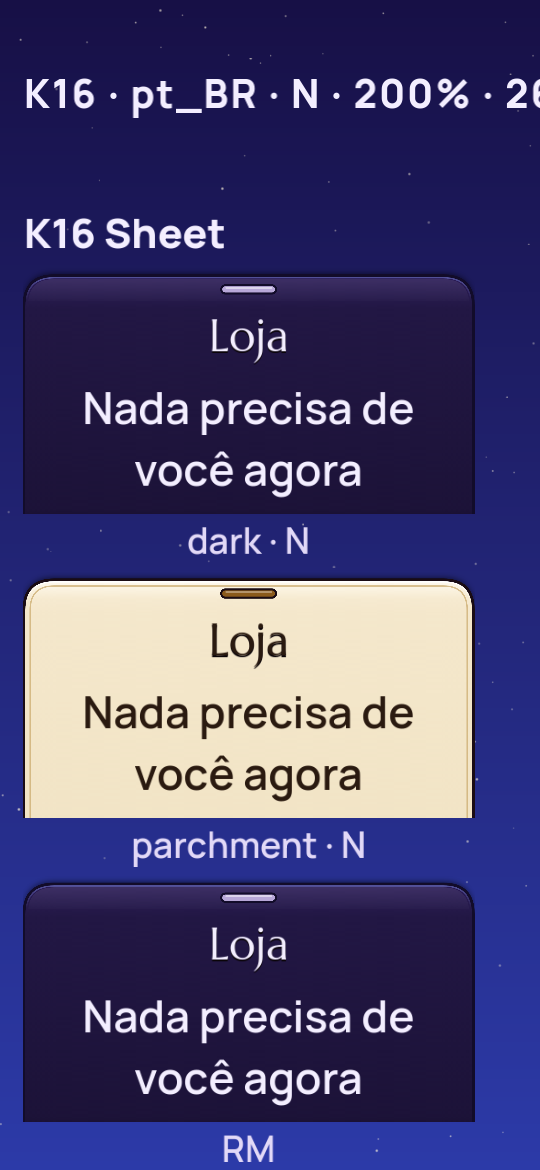 K16 · pt_BR · N · 200% · 26
K16 Sheet
Loja
Nada precisa de
você agora
dark · N
Loja
Nada precisa de
você agora
parchment · N
Loja
Nada precisa de
você agora
RM